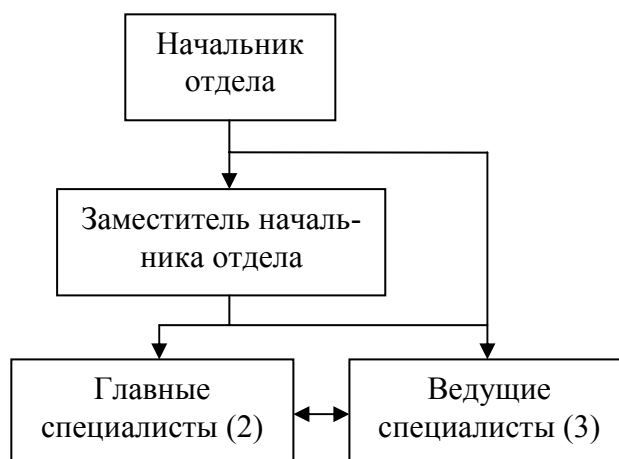 Начальник
отдела
Заместитель началь-
ника отдела
Главные
специалисты (2)
Ведущие
специалисты (3)